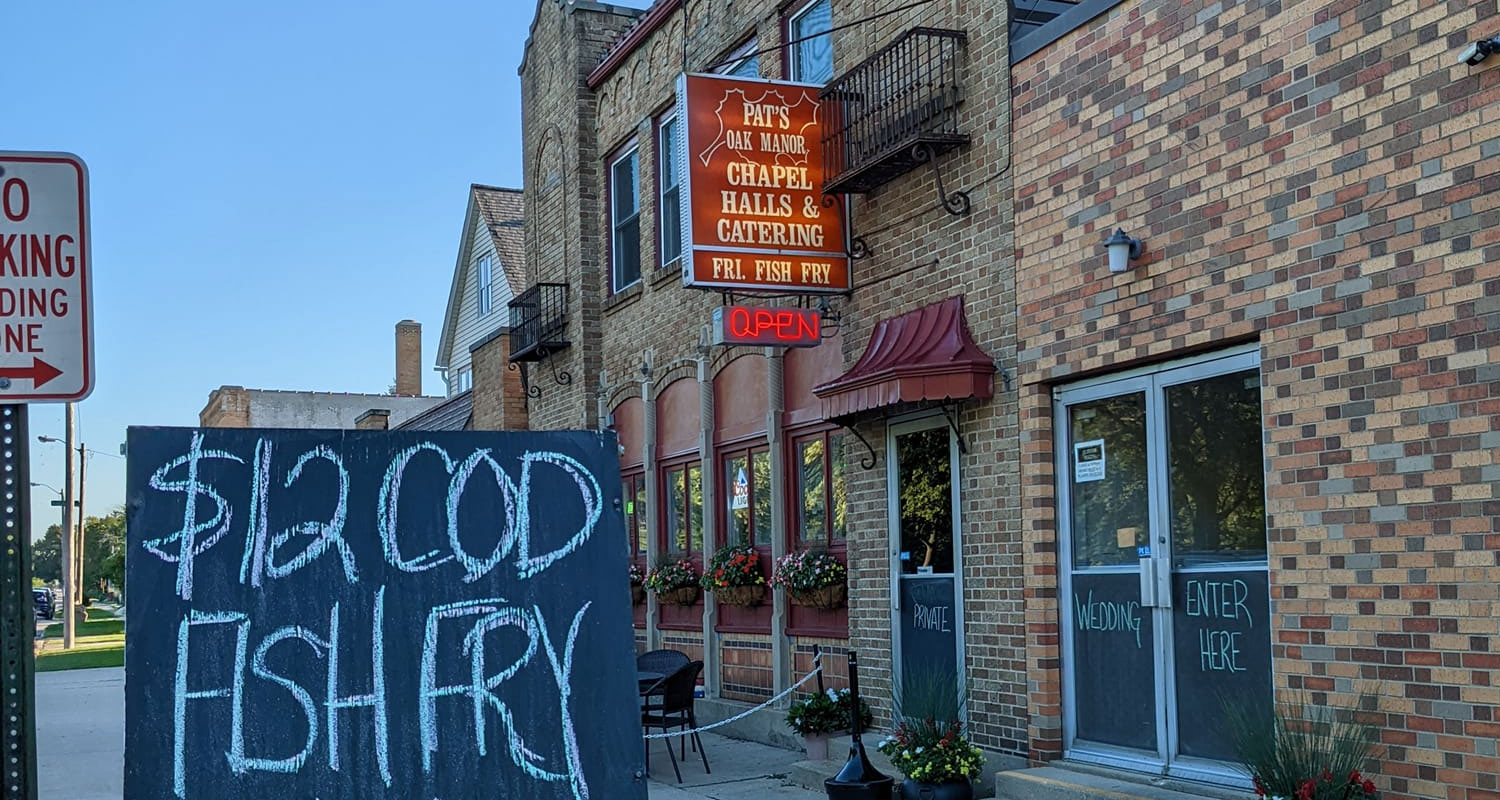 O
KING
DING
ONE
PAT'S
OAK MANOR
CHAPEL
HALLS &
CATERING
FRI. FISH FRY
OPEN
$12 COD
FISH FRY
PRIVATE
WEDDING
ENTER
HERE